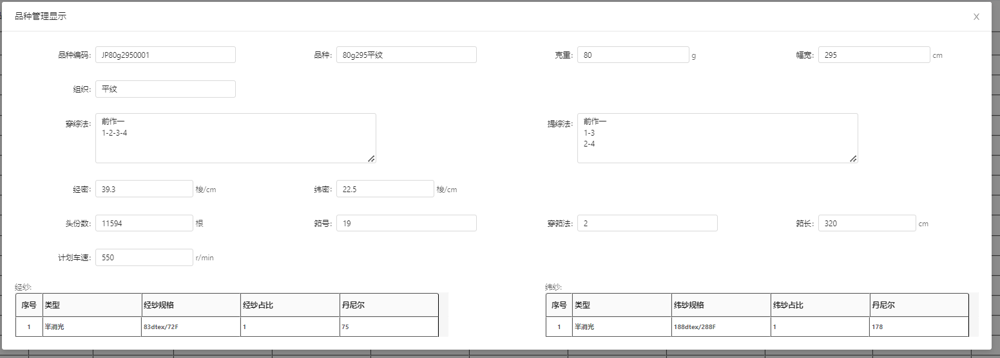 品种管理显示
X
品种编码: JP80g2950001 品种: 80g295平纹 克重: 80 g 幅宽: 295 cm
组织: 平纹
穿综法: 前作一
1-2-3-4
提综法: 前作一
1-3
2-4
经密: 39.3 梭/cm 纬密: 22.5 梭/cm
头份数: 11594 根 筘号: 19 穿筘法: 2 筘长: 320 cm
计划车速: 550 r/min
经纱:
序号 类型 经纱规格 经纱占比 丹尼尔
1 半消光 83dtex/72F 1 75
纬纱:
序号 类型 纬纱规格 纬纱占比 丹尼尔
1 半消光 188dtex/288F 1 178